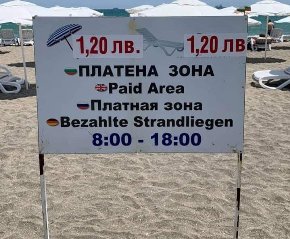 1,20 лв. 1,20 лв
ПЛАТЕНА ЗОНА
Paid Area
Платная зона
Bezahlte Strandliegen
8:00 - 18:00